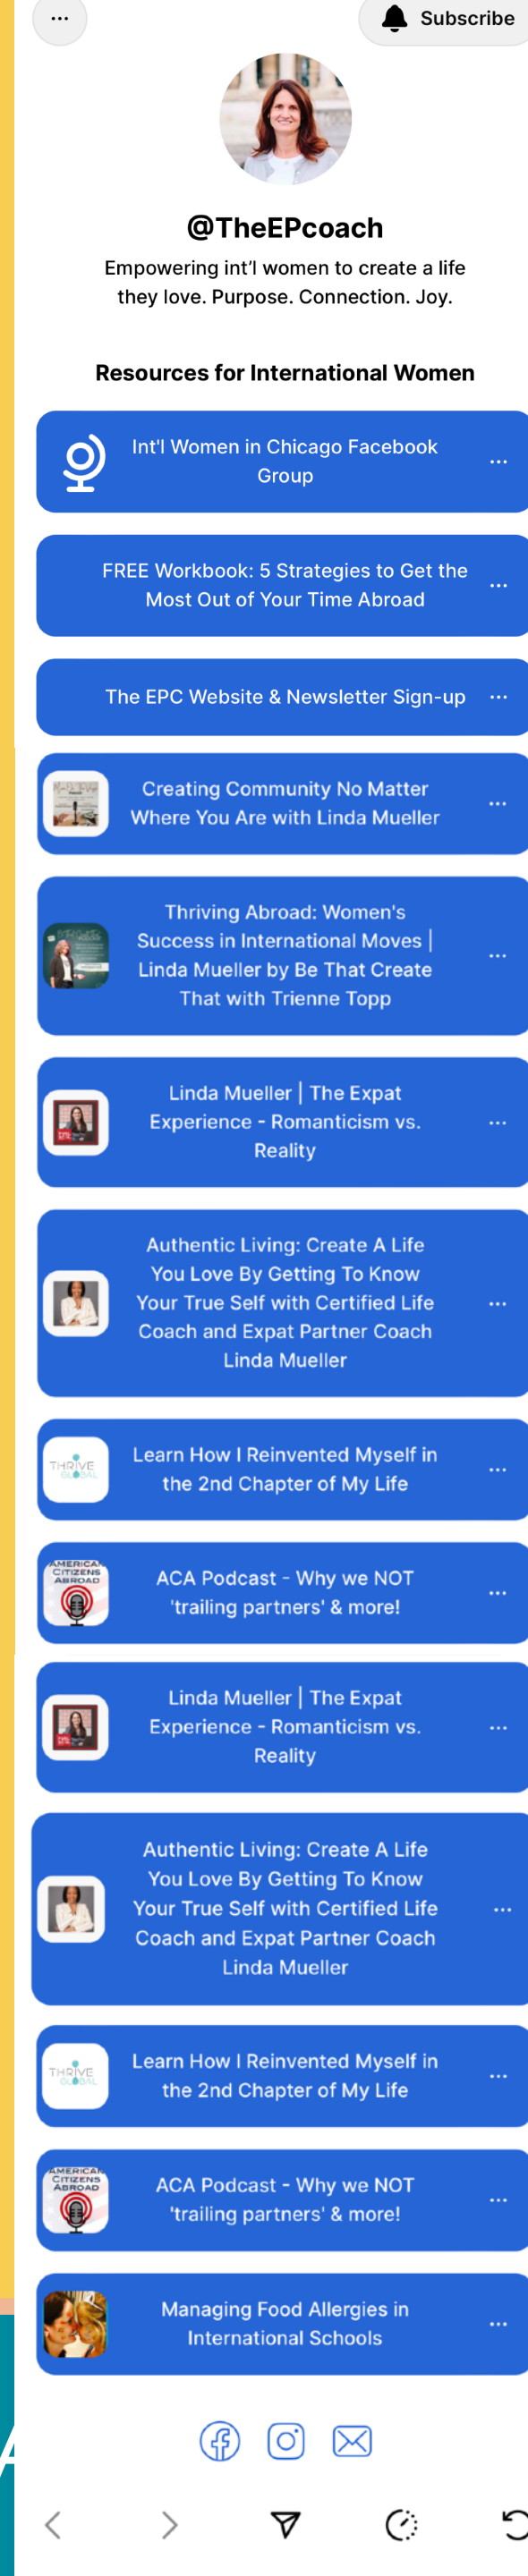 Subscribe
@TheEPcoach
Empowering int'l women to create a life
they love. Purpose. Connection. Joy.
Resources for International Women
Int'l Women in Chicago Facebook
Group
FREE Workbook: 5 Strategies to Get the
Most Out of Your Time Abroad
The EPC Website & Newsletter Sign-up
Creating Community No Matter
Where You Are with Linda Mueller
Thriving Abroad: Women's
Success in International Moves |
Linda Mueller by Be That Create
That with Trienne Topp
Linda Mueller | The Expat
Experience - Romanticism vs.
Reality
Authentic Living: Create A Life
You Love By Getting To Know
Your True Self with Certified Life
Coach and Expat Partner Coach
Linda Mueller
THRIVE
GLOBAL
Learn How I Reinvented Myself in
the 2nd Chapter of My Life
AMERICAN
CITIZENS
ABROAD
ACA Podcast - Why we NOT
'trailing partners' & more!
Linda Mueller | The Expat
Experience - Romanticism vs.
Reality
Authentic Living: Create A Life
You Love By Getting To Know
Your True Self with Certified Life
Coach and Expat Partner Coach
Linda Mueller
THRIVE
GLOBAL
Learn How I Reinvented Myself in
the 2nd Chapter of My Life
AMERICAN
CITIZENS
ABROAD
ACA Podcast - Why we NOT
'trailing partners' & more!
Managing Food Allergies in
International Schools